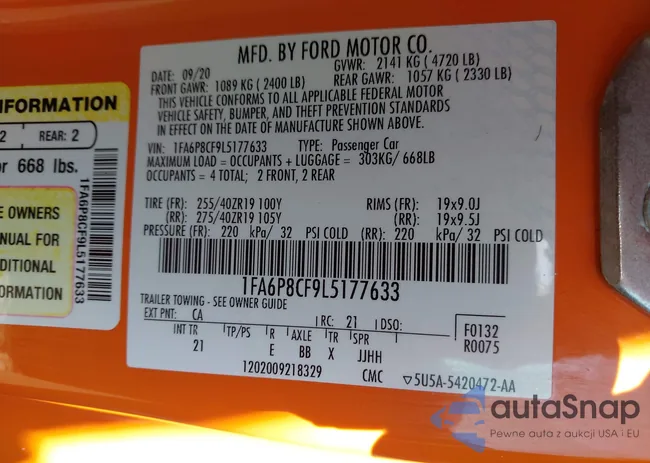 MFD. BY FORD MOTOR CO.
DATE: 09/20 GVWR: 2141 KG ( 4720 LB)
FRONT GAWR: 1089 KG ( 2400 LB) REAR GAWR: 1057 KG ( 2330 LB)
THIS VEHICLE CONFORMS TO ALL APPLICABLE FEDERAL MOTOR
VEHICLE SAFETY, BUMPER, AND THEFT PREVENTION STANDARDS
IN EFFECT ON THE DATE OF MANUFACTURE SHOWN ABOVE.
VIN: 1FA6P8CF9L5177633 TYPE: Passenger Car
MAXIMUM LOAD = OCCUPANTS + LUGGAGE = 303KG/ 668LB
OCCUPANTS = 4 TOTAL; 2 FRONT, 2 REAR
TIRE (FR): 255/40ZR19 100Y RIMS (FR): 19x9.0J
(RR): 275/40ZR19 105Y (RR): 19x9.5J
PRESSURE (FR): 220 kPa/ 32 PSI COLD (RR): 220 kPa/ 32 PSI COLD
1FA6P8CF9L5177633
TRAILER TOWING - SEE OWNER GUIDE
EXT PNT: CA RC: 21 DSO:
INT TR TP/PS R AXLE TR SPR
21 E BB X JJHH
F0132
R0075
1202009218329 CMC 5U5A-5420472-AA
INFORMATION
2 REAR: 2
or 668 lbs.
E OWNERS
ANUAL FOR
DITIONAL
FORMATION
1FA6P8CF9L5177633
autaSnap
Pewne auta z aukcji USA i EU